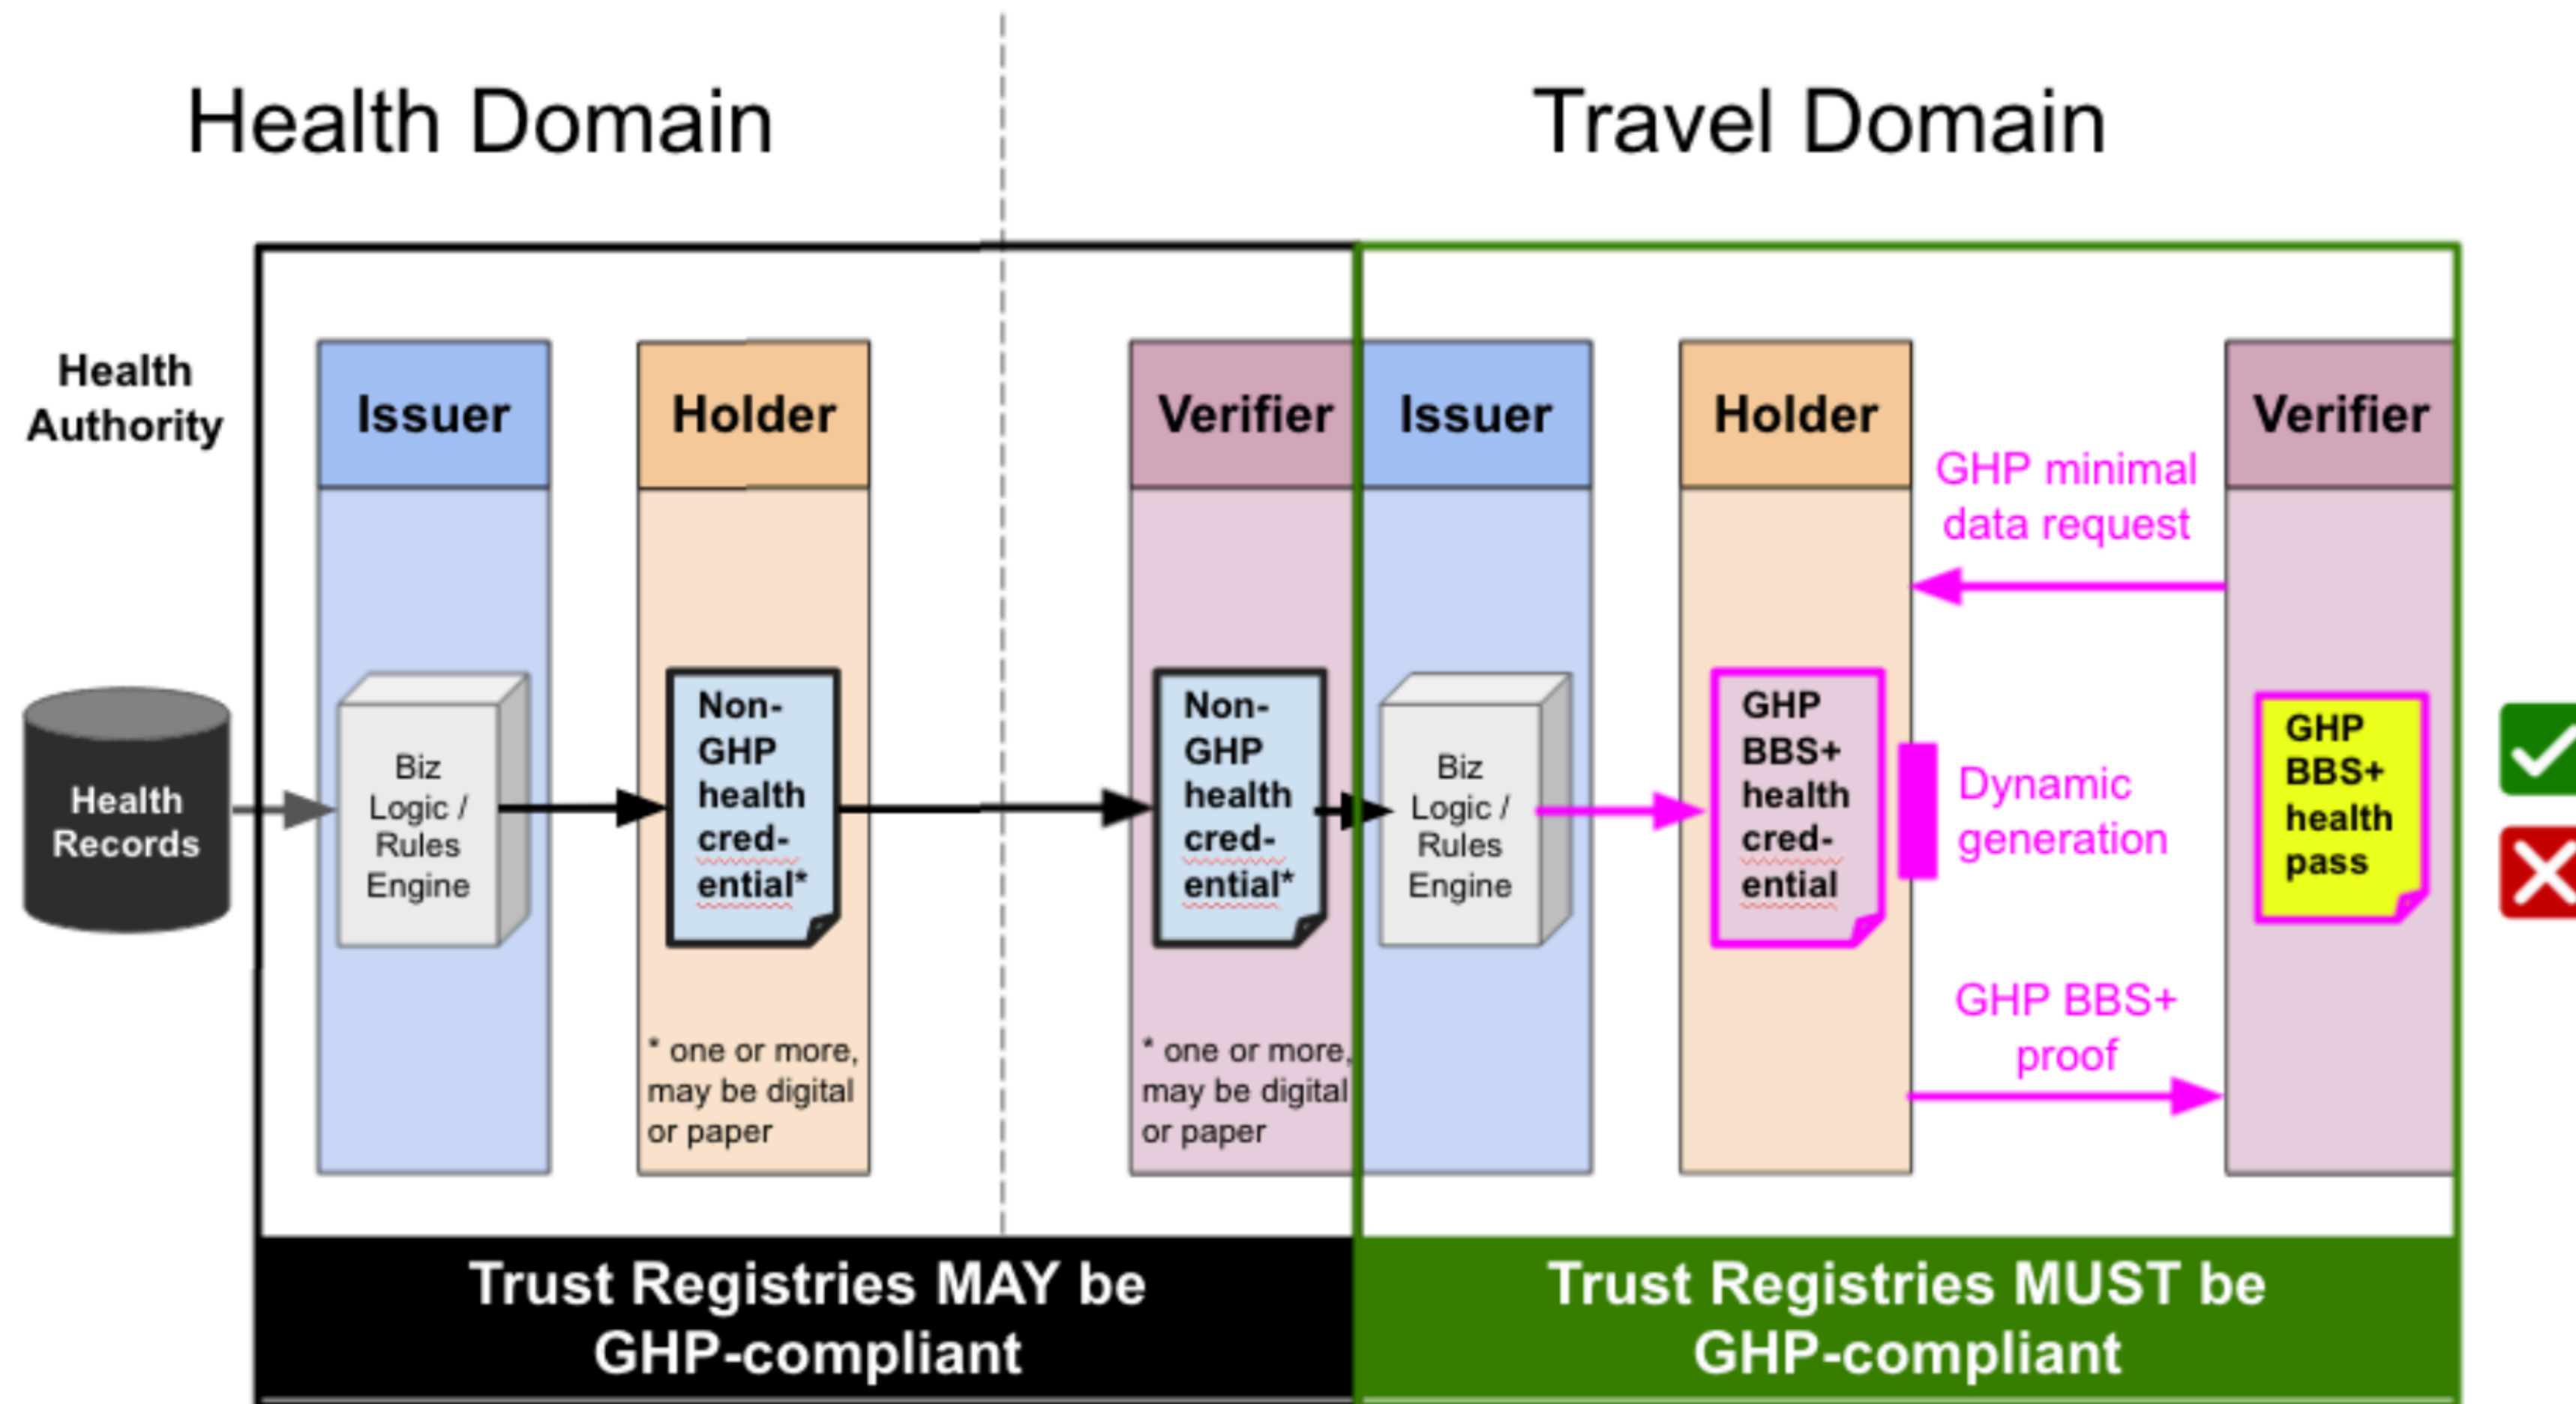 Health Domain
Travel Domain
Health
Authority
Issuer
Holder
Verifier
Issuer
Holder
Verifier
GHP minimal
data request
Health
Records
Biz
Logic /
Rules
Engine
Non-
GHP
health
cred-
ential*
Non-
GHP
health
cred-
ential*
Biz
Logic /
Rules
Engine
GHP
BBS+
health
cred-
ential
Dynamic
generation
GHP
BBS+
health
pass
* one or more,
may be digital
or paper
* one or more,
may be digital
or paper
GHP BBS+
proof
Trust Registries MAY be
GHP-compliant
Trust Registries MUST be
GHP-compliant